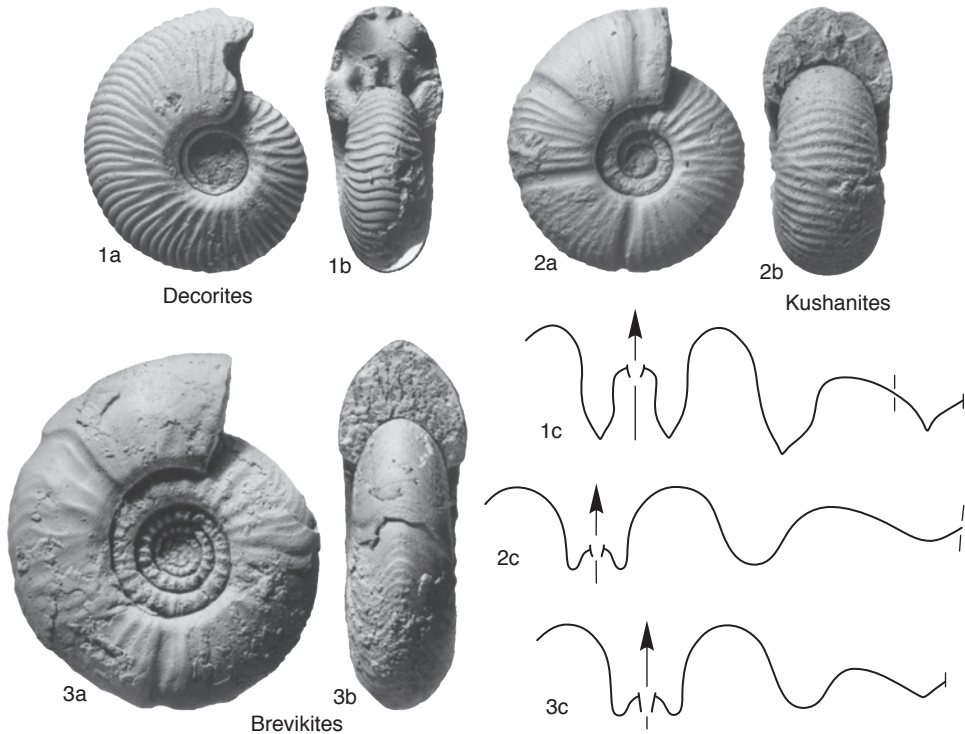 1a
1b
Decorites
2a
2b
Kushanites
1c
2c
3a
3b
Brevikites
3c